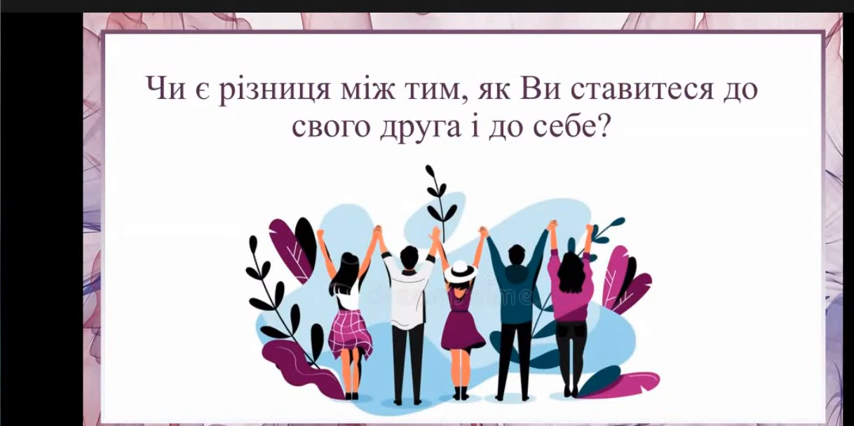 Чи є різниця між тим, як Ви ставитеся до
свого друга і до себе?